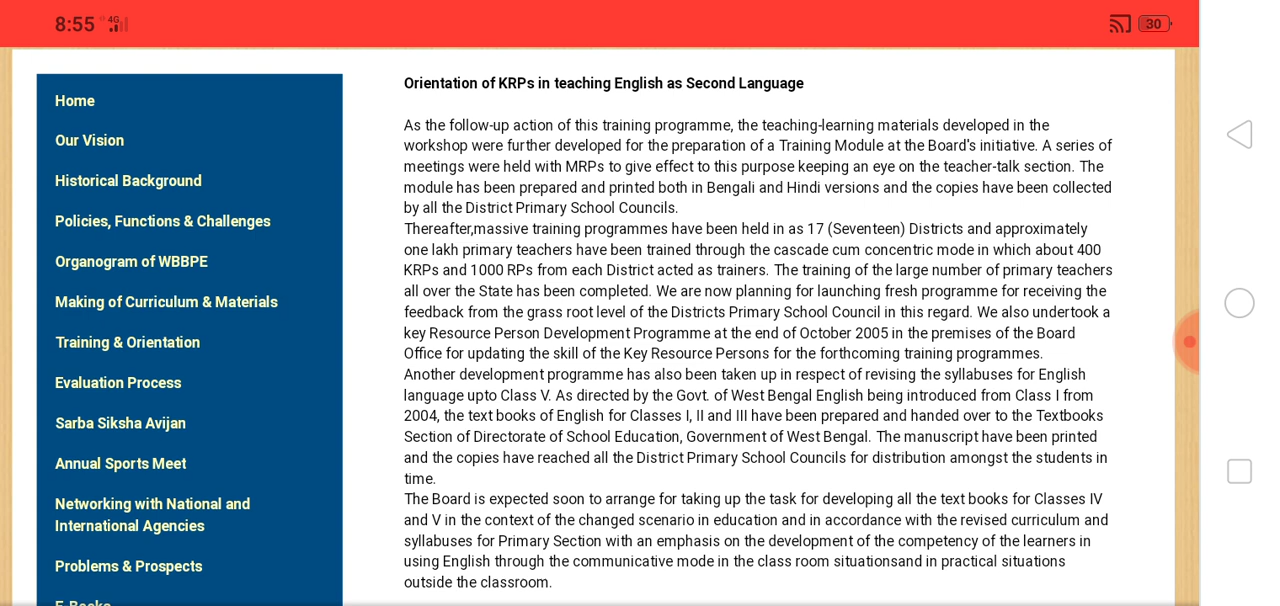 8:55 4G 30
Home
Our Vision
Historical Background
Policies, Functions & Challenges
Organogram of WBBPE
Making of Curriculum & Materials
Training & Orientation
Evaluation Process
Sarba Siksha Avijan
Annual Sports Meet
Networking with National and
International Agencies
Problems & Prospects
E-Books
Orientation of KRPs in teaching English as Second Language
As the follow-up action of this training programme, the teaching-learning materials developed in the
workshop were further developed for the preparation of a Training Module at the Board's initiative. A series of
meetings were held with MRPs to give effect to this purpose keeping an eye on the teacher-talk section. The
module has been prepared and printed both in Bengali and Hindi versions and the copies have been collected
by all the District Primary School Councils.
Thereafter,massive training programmes have been held in as 17 (Seventeen) Districts and approximately
one lakh primary teachers have been trained through the cascade cum concentric mode in which about 400
KRPs and 1000 RPs from each District acted as trainers. The training of the large number of primary teachers
all over the State has been completed. We are now planning for launching fresh programme for receiving the
feedback from the grass root level of the Districts Primary School Council in this regard. We also undertook a
key Resource Person Development Programme at the end of October 2005 in the premises of the Board
Office for updating the skill of the Key Resource Persons for the forthcoming training programmes.
Another development programme has also been taken up in respect of revising the syllabuses for English
language upto Class V. As directed by the Govt. of West Bengal English being introduced from Class I from
2004, the text books of English for Classes I, II and III have been prepared and handed over to the Textbooks
Section of Directorate of School Education, Government of West Bengal. The manuscript have been printed
and the copies have reached all the District Primary School Councils for distribution amongst the students in
time.
The Board is expected soon to arrange for taking up the task for developing all the text books for Classes IV
and V in the context of the changed scenario in education and in accordance with the revised curriculum and
syllabuses for Primary Section with an emphasis on the development of the competency of the learners in
using English through the communicative mode in the class room situationsand in practical situations
outside the classroom.